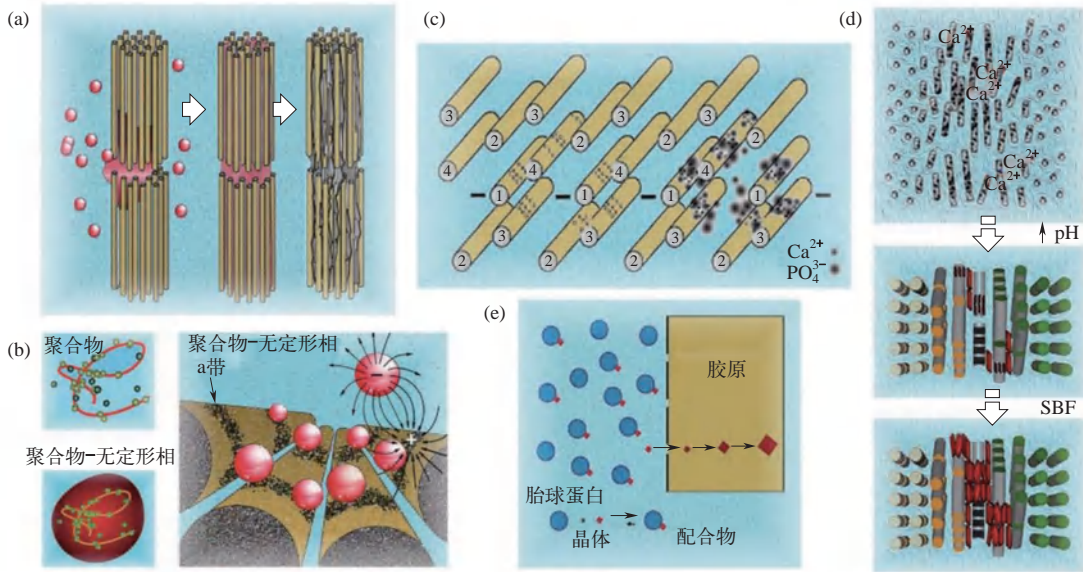 (a)
(b)
聚合物
聚合物-无定形相
聚合物-无定形相
a带
−
+
(c)
3 3 3 3
2 2 2 2
4 4 4 4
1 1 1 1
3 3 3 3
2 2 2 2
Ca²⁺
PO₄³⁻
(d)
Ca²⁺
Ca²⁺
Ca²⁺
Ca²⁺
Ca²⁺
pH
SBF
(e)
胶原
胎球蛋白
晶体
配合物